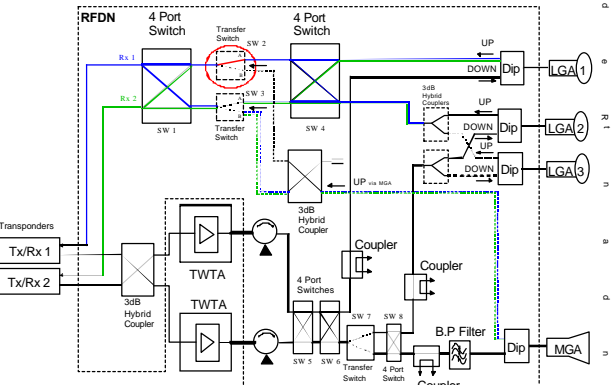 RFDN
4 Port
Switch
Transfer
Switch
SW 2
4 Port
Switch
Rx 1
A
B
UP
DOWN
Dip
LGA 1
Rx 2
SW 3
3dB
Hybrid
Couplers
UP
SW 1
Transfer
Switch
SW 4
DOWN
Dip
LGA 2
UP
DOWN
Dip
LGA 3
UP via MGA
3dB
Hybrid
Coupler
Transponders
Tx/Rx 1
Tx/Rx 2
3dB
Hybrid
Coupler
TWTA
TWTA
Coupler
Coupler
4 Port
Switches
SW 7
SW 8
B.P Filter
Dip
MGA
SW 5
SW 6
Transfer
Switch
4 Port
Switch
Coupler
d
e
R f
n
a
d
n